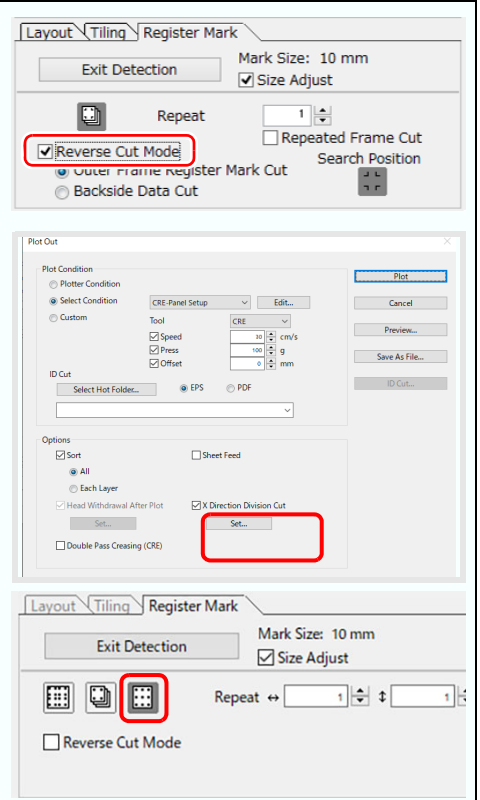 Layout Tiling Register Mark
Exit Detection
Mark Size: 10 mm
Size Adjust
Repeat 1
Repeated Frame Cut
Reverse Cut Mode
Search Position
Outer Frame Register Mark Cut
Backside Data Cut
Plot Out
Plot Condition
Plotter Condition
Plot
Select Condition CRE-Panel Setup Edit...
Cancel
Custom Tool CRE
Speed 30 cm/s
Preview...
Press 100 g
Offset 0 mm
Save As File...
ID Cut
Select Hot Folder... EPS PDF
ID Cut...
Options
Sort Sheet Feed
All
Each Layer
Head Withdrawal After Plot X Direction Division Cut
Set... Set...
Double Pass Creasing (CRE)
Layout Tiling Register Mark
Exit Detection
Mark Size: 10 mm
Size Adjust
Repeat ↔ 1 ↕ 1
Reverse Cut Mode